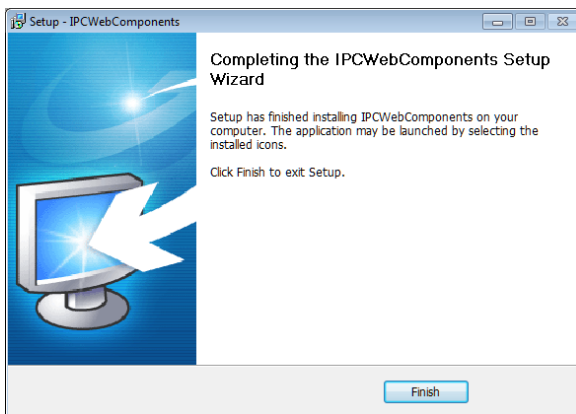 Setup - IPCWebComponents
Completing the IPCWebComponents Setup
Wizard
Setup has finished installing IPCWebComponents on your
computer. The application may be launched by selecting the
installed icons.
Click Finish to exit Setup.
Finish